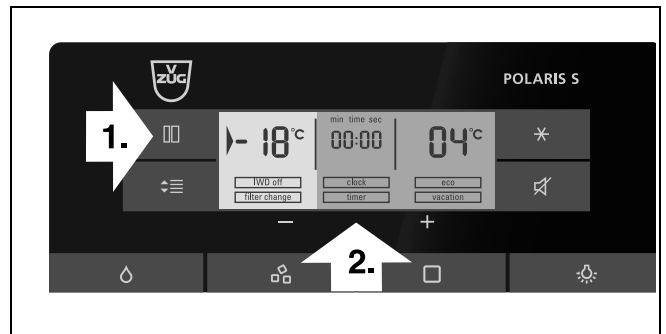 V
ZUG
POLARIS S
1.
- 18°C
min time sec
00:00
04°C
IWD off
clock
eco
filter change
timer
vacation
- +
2.